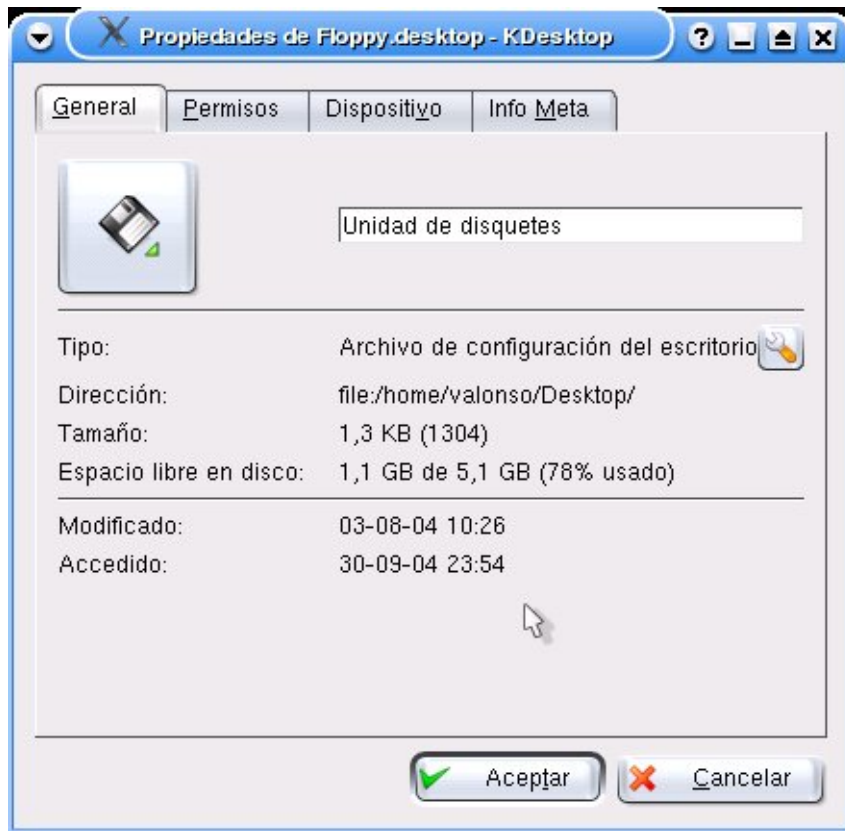 Propiedades de Floppy.desktop - KDesktop
General Permisos Dispositivo Info Meta
Unidad de disquetes
Tipo: Archivo de configuración del escritorio
Dirección: file:/home/valonso/Desktop/
Tamaño: 1,3 KB (1304)
Espacio libre en disco: 1,1 GB de 5,1 GB (78% usado)
Modificado: 03-08-04 10:26
Accedido: 30-09-04 23:54
Aceptar Cancelar